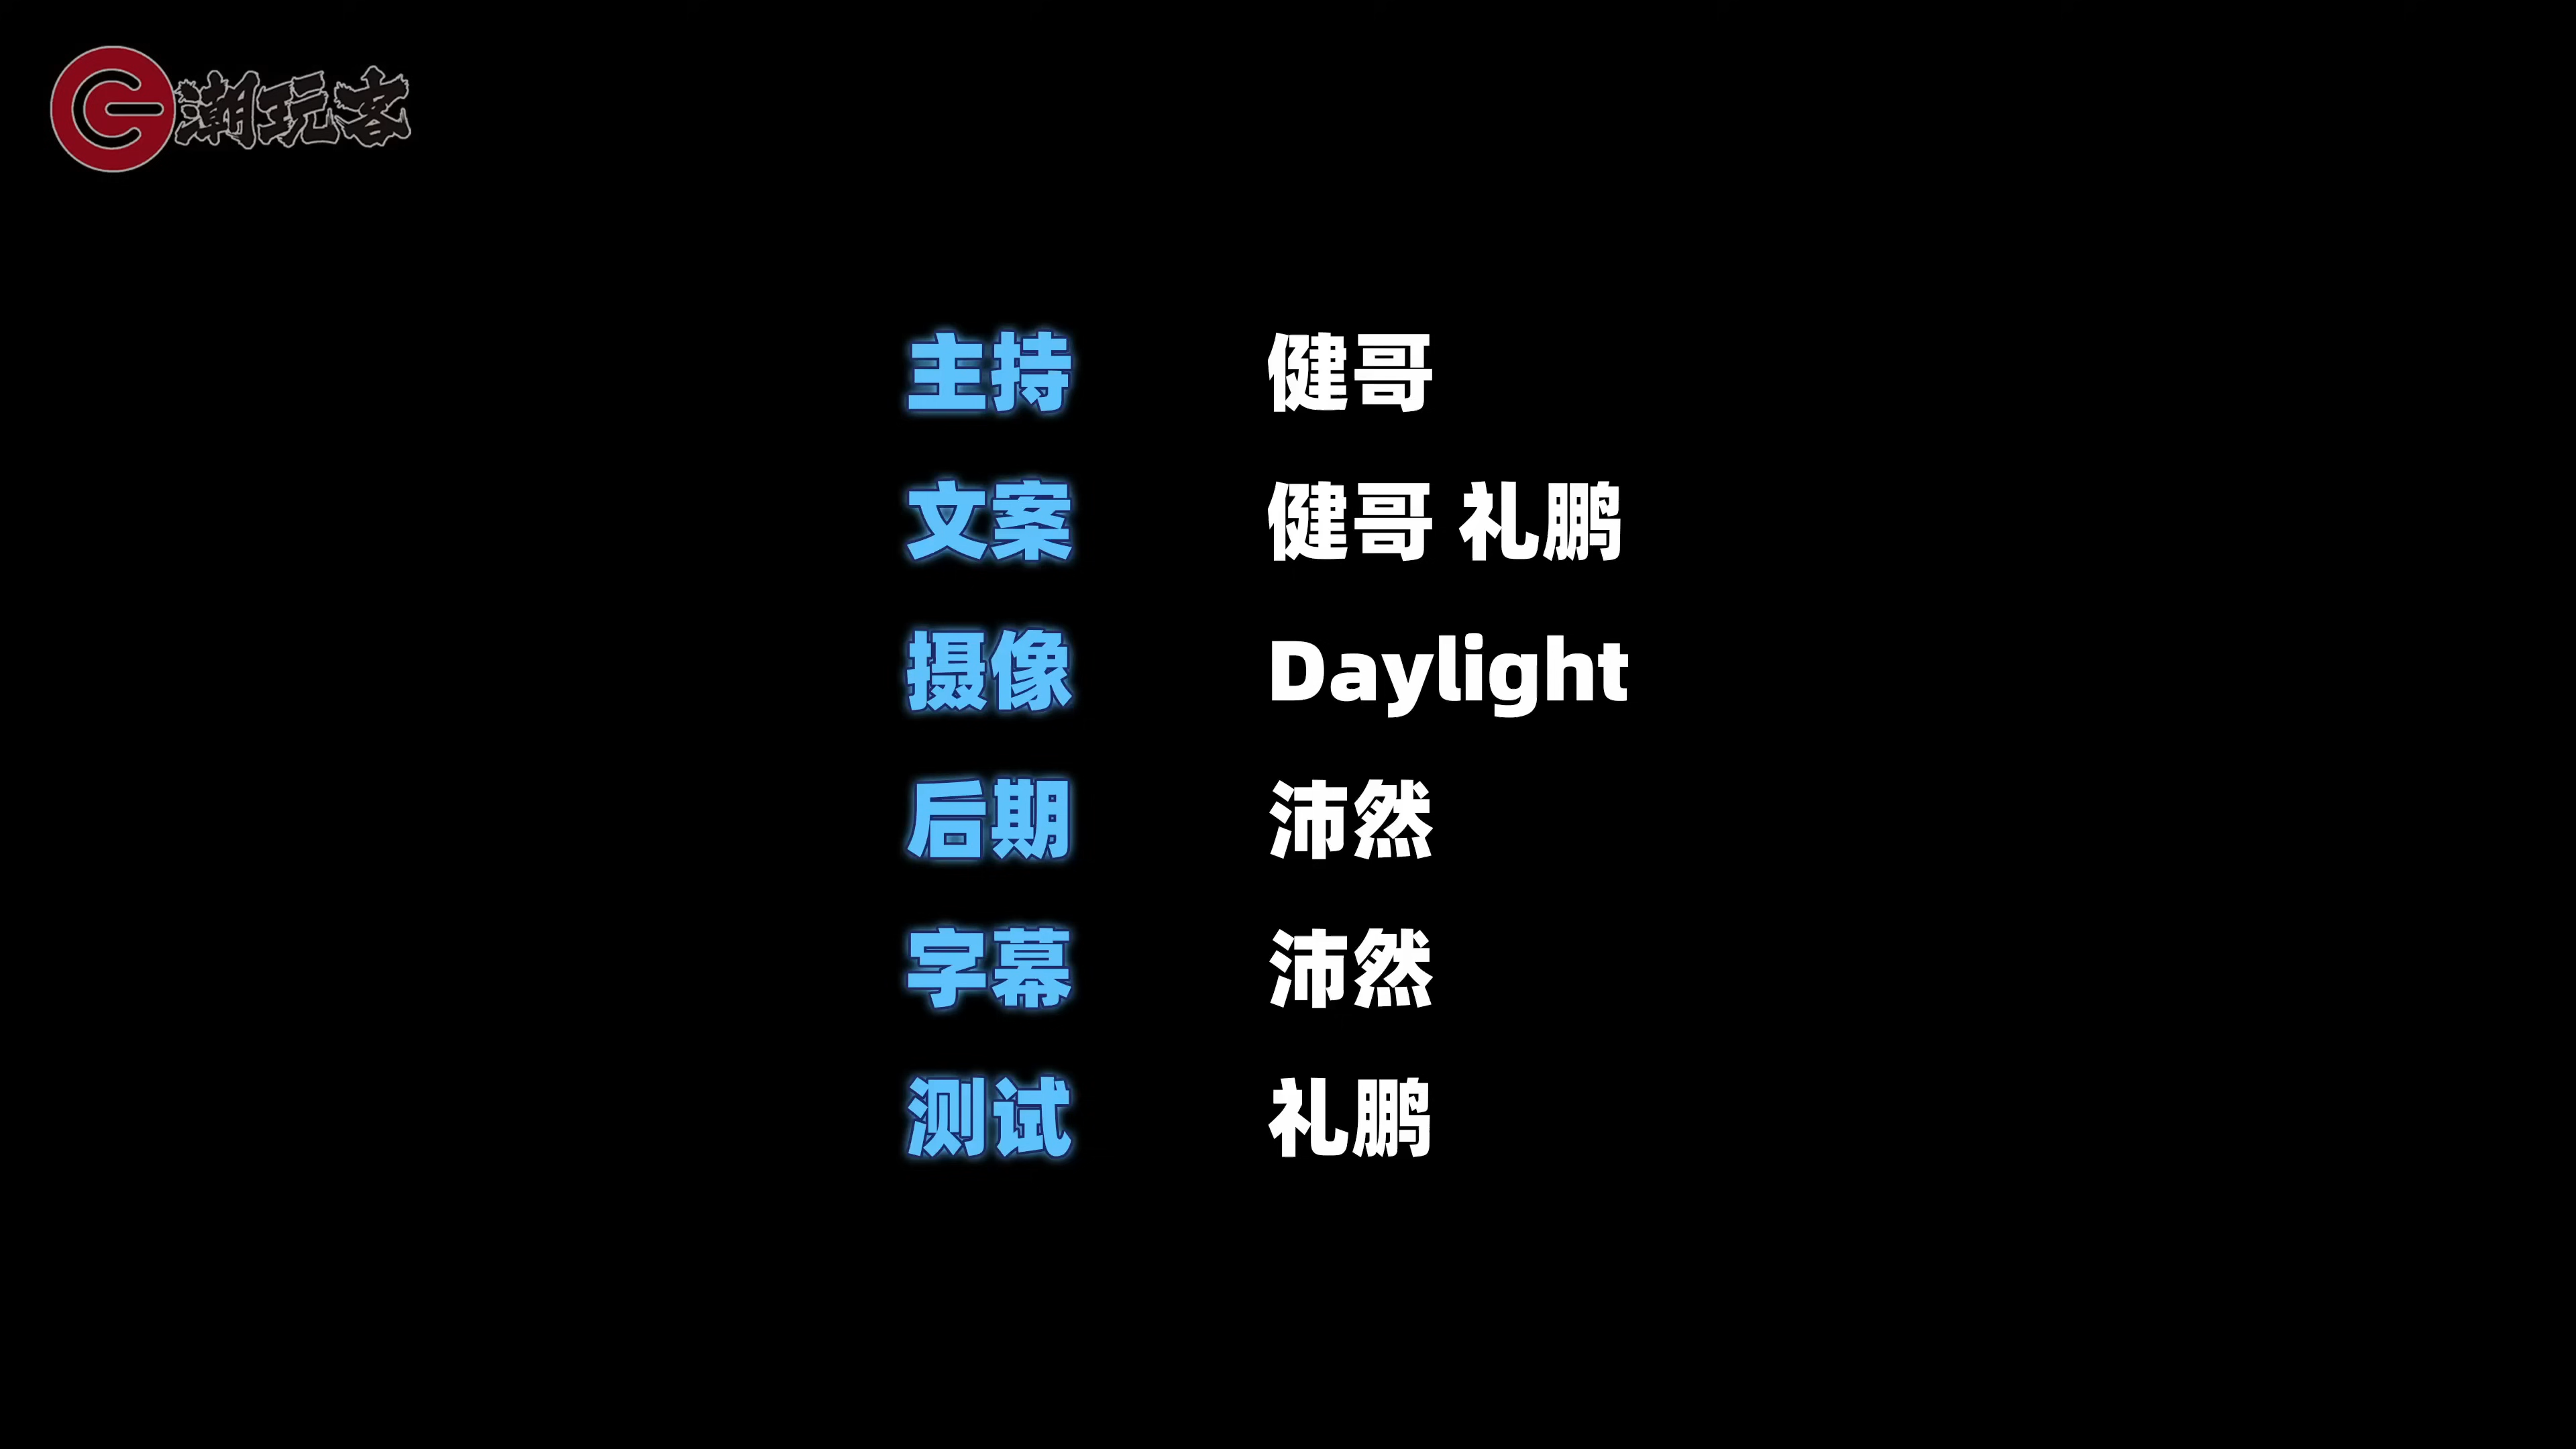 潮玩客
主持 健哥
文案 健哥 礼鹏
摄像 Daylight
后期 沛然
字幕 沛然
测试 礼鹏